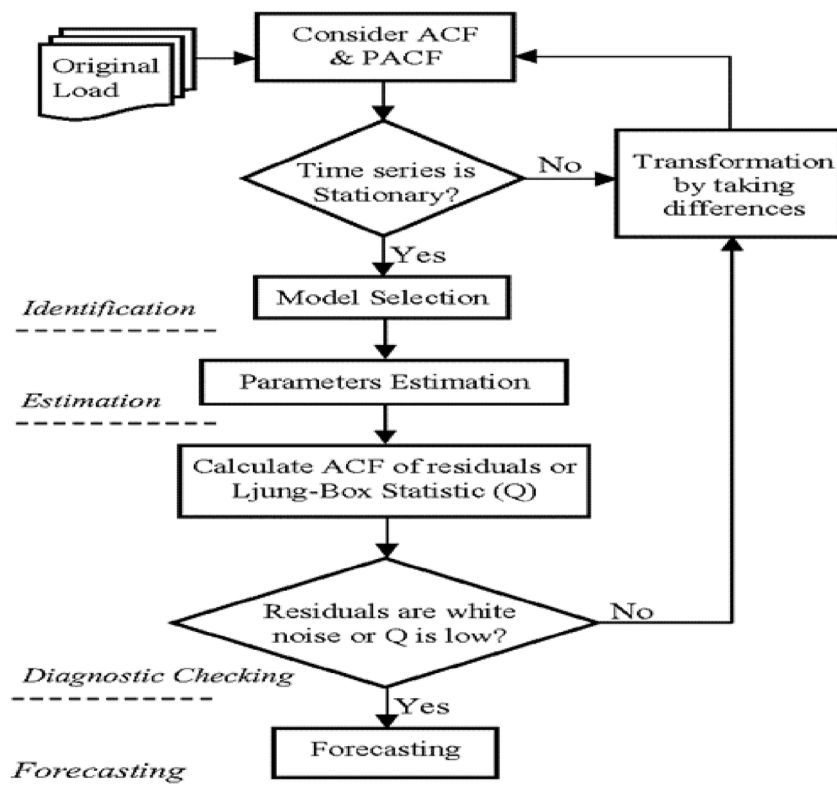 Original
Load
Consider ACF
& PACF
Time series is
Stationary?
No
Transformation
by taking
differences
Yes
Model Selection
Identification
Parameters Estimation
Estimation
Calculate ACF of residuals or
Ljung-Box Statistic (Q)
Residuals are white
noise or Q is low?
No
Diagnostic Checking
Yes
Forecasting
Forecasting